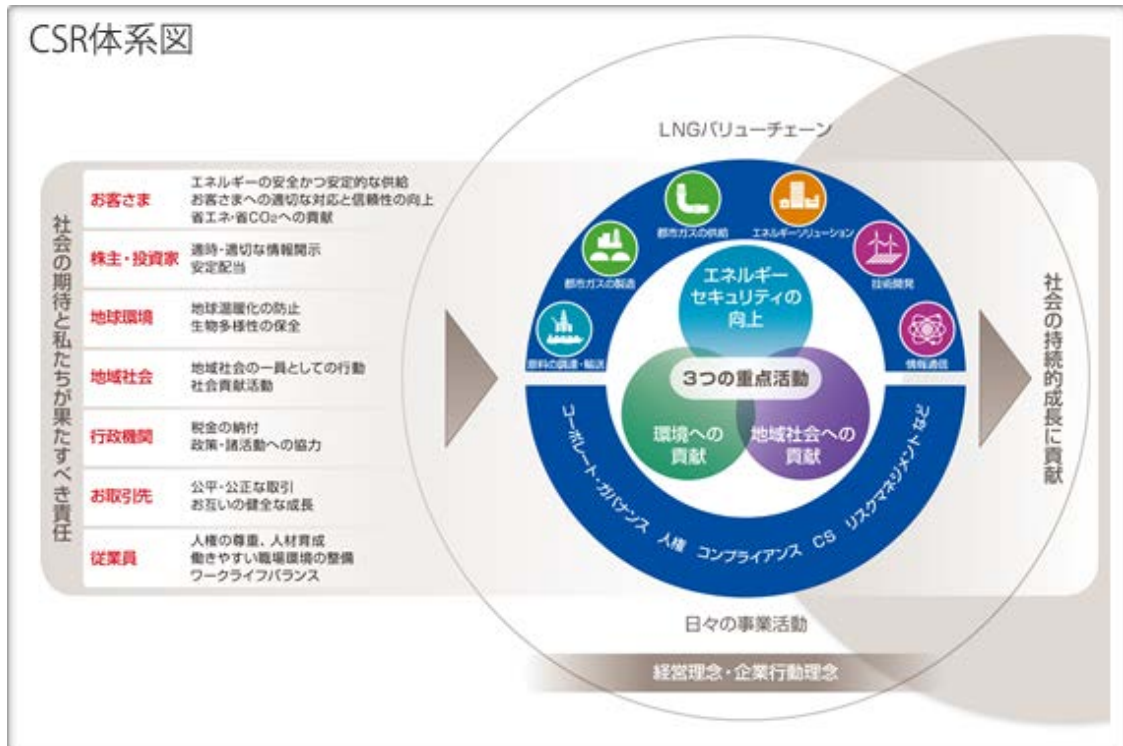 CSR体系図
社会の期待と私たちが果たすべき責任
お客さま
エネルギーの安全かつ安定的な供給
お客さまへの適切な対応と信頼性の向上
省エネ・省CO₂への貢献
株主・投資家
適時・適切な情報開示
安定配当
地球環境
地球温暖化の防止
生物多様性の保全
地域社会
地域社会の一員としての行動
社会貢献活動
行政機関
税金の納付
政策・諸活動への協力
お取引先
公平・公正な取引
お互いの健全な成長
従業員
人権の尊重、人材育成
働きやすい職場環境の整備
ワークライフバランス
LNGバリューチェーン
原料の調達・輸送
都市ガスの製造
都市ガスの供給
エネルギーソリューション
技術開発
情報通信
エネルギー
セキュリティの
向上
3つの重点活動
環境への
貢献
地域社会への
貢献
コーポレート・ガバナンス 人権 コンプライアンス CS リスクマネジメント など
日々の事業活動
経営理念・企業行動理念
社会の持続的成長に貢献